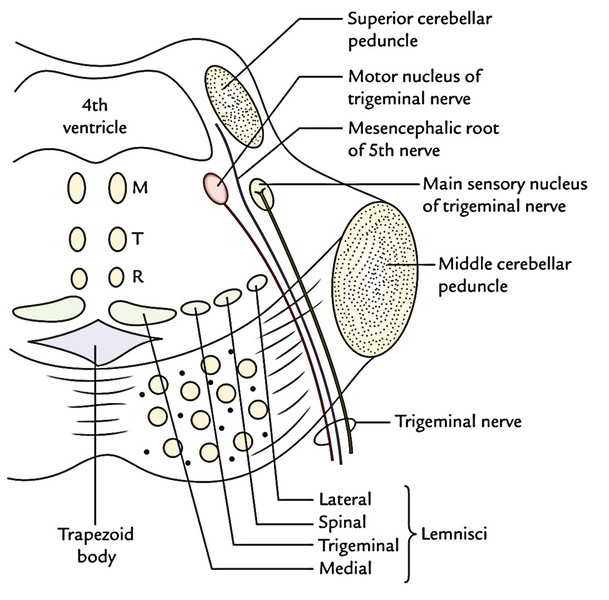 Superior cerebellar
peduncle
Motor nucleus of
trigeminal nerve
4th
ventricle
Mesencephalic root
of 5th nerve
M
Main sensory nucleus
of trigeminal nerve
T
Middle cerebellar
peduncle
R
Trigeminal nerve
Lateral
Spinal
Trigeminal
Medial
Lemnisci
Trapezoid
body